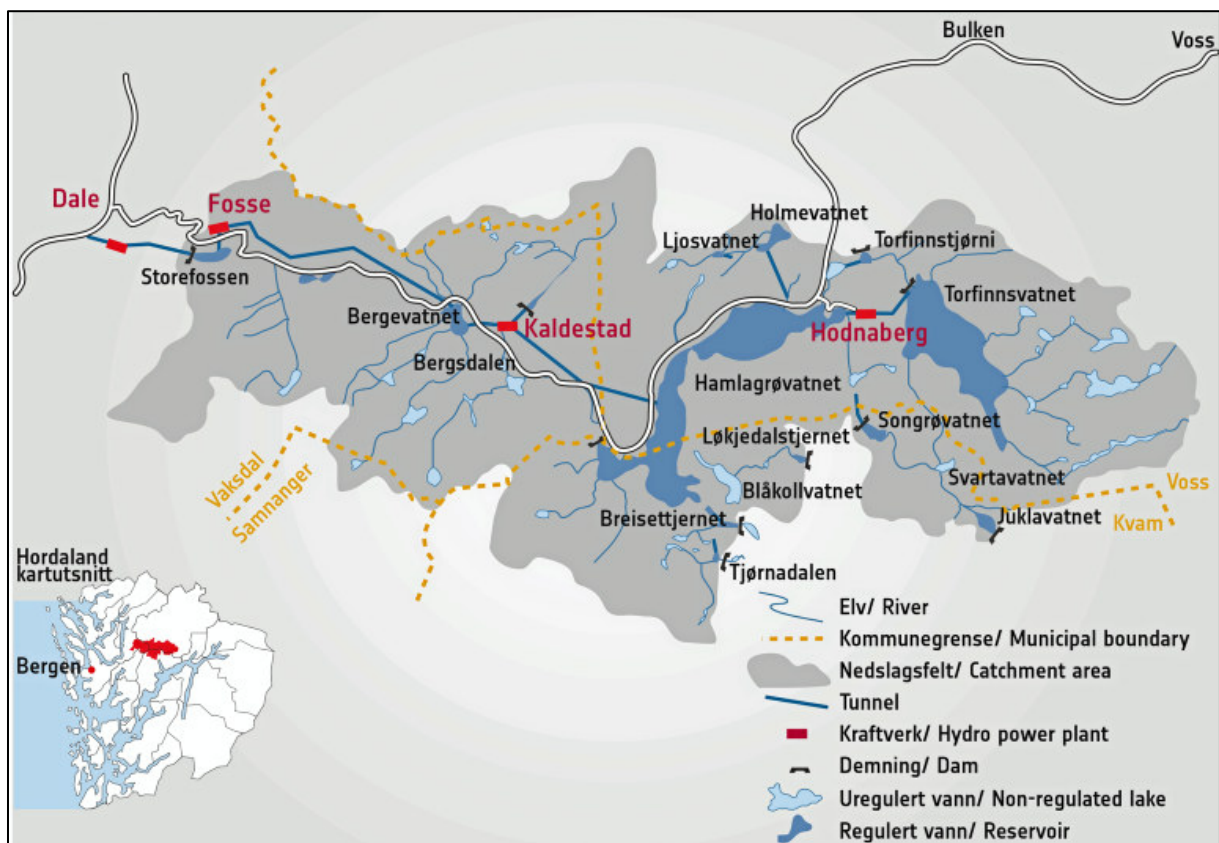 Bulken
Voss
Dale
Fosse
Holmevatnet
Ljosvatnet
Torfinnstjørni
Storefossen
Torfinnsvatnet
Bergevatnet
Kaldestad
Hodnaberg
Bergsdalen
Hamlagrøvatnet
Løkjedalstjernet
Songrøvatnet
Vaksdal
Samnanger
Blåkollvatnet
Svartavatnet
Voss
Kvam
Breisettjernet
Juklavatnet
Tjørnadalen
Hordaland
kartutsnitt
Bergen
Elv/ River
Kommunegrense/ Municipal boundary
Nedslagsfelt/ Catchment area
Tunnel
Kraftverk/ Hydro power plant
Demning/ Dam
Uregulert vann/ Non-regulated lake
Regulert vann/ Reservoir